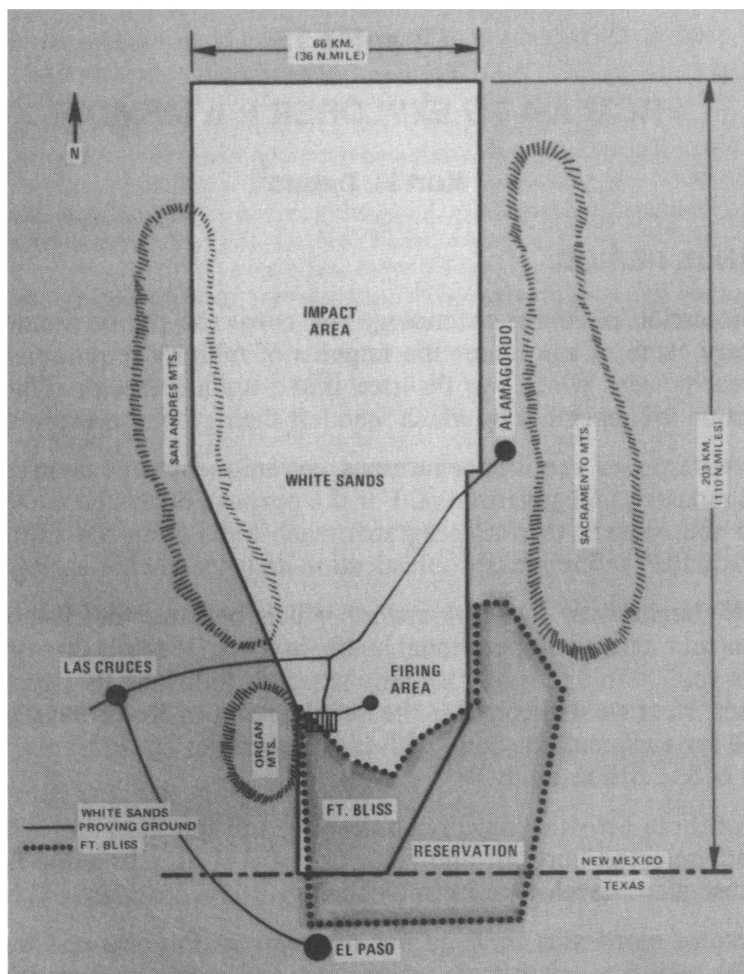 66 KM.
(36 N.MILE)
N
IMPACT
AREA
SAN ANDRES MTS.
ALAMAGORDO
WHITE SANDS
SACRAMENTO MTS.
203 KM.
(110 N.MILES)
LAS CRUCES
FIRING
AREA
ORGAN
MTS.
FT. BLISS
WHITE SANDS
PROVING GROUND
FT. BLISS
RESERVATION
NEW MEXICO
TEXAS
EL PASO